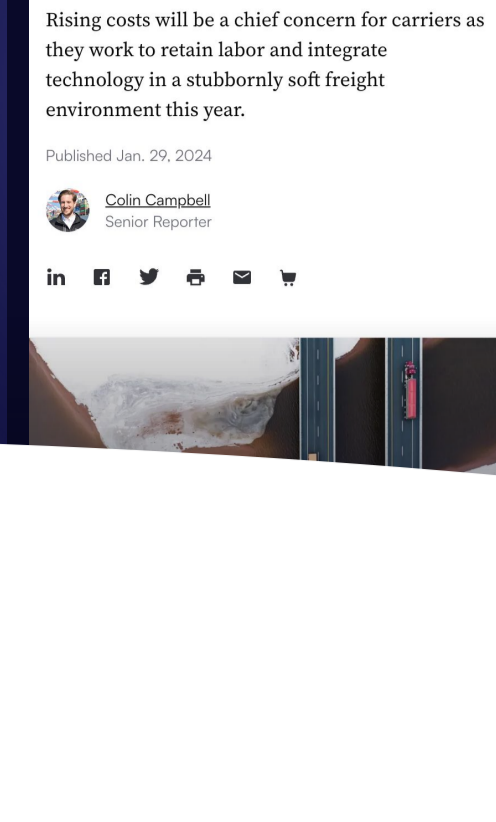 Rising costs will be a chief concern for carriers as
they work to retain labor and integrate
technology in a stubbornly soft freight
environment this year.
Published Jan. 29, 2024
Colin Campbell
Senior Reporter